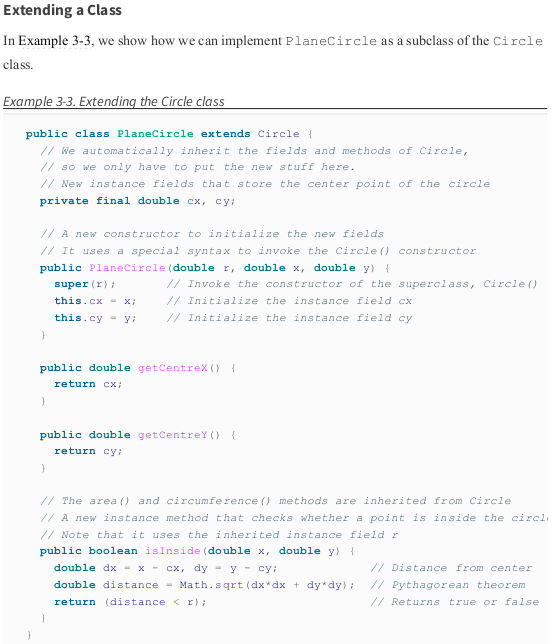 Extending a Class
In Example 3-3, we show how we can implement PlaneCircle as a subclass of the Circle
class.
Example 3-3. Extending the Circle class
public class PlaneCircle extends Circle {
  // We automatically inherit the fields and methods of Circle,
  // so we only have to put the new stuff here.
  // New instance fields that store the center point of the circle
  private final double cx, cy;

  // A new constructor to initialize the new fields
  // It uses a special syntax to invoke the Circle() constructor
  public PlaneCircle(double r, double x, double y) {
    super(r);       // Invoke the constructor of the superclass, Circle()
    this.cx = x;    // Initialize the instance field cx
    this.cy = y;    // Initialize the instance field cy
  }

  public double getCentreX() {
    return cx;
  }

  public double getCentreY() {
    return cy;
  }

  // The area() and circumference() methods are inherited from Circle
  // A new instance method that checks whether a point is inside the circl
  // Note that it uses the inherited instance field r
  public boolean isInside(double x, double y) {
    double dx = x - cx, dy = y - cy;             // Distance from center
    double distance = Math.sqrt(dx*dx + dy*dy);  // Pythagorean theorem
    return (distance < r);                       // Returns true or false
  }
}